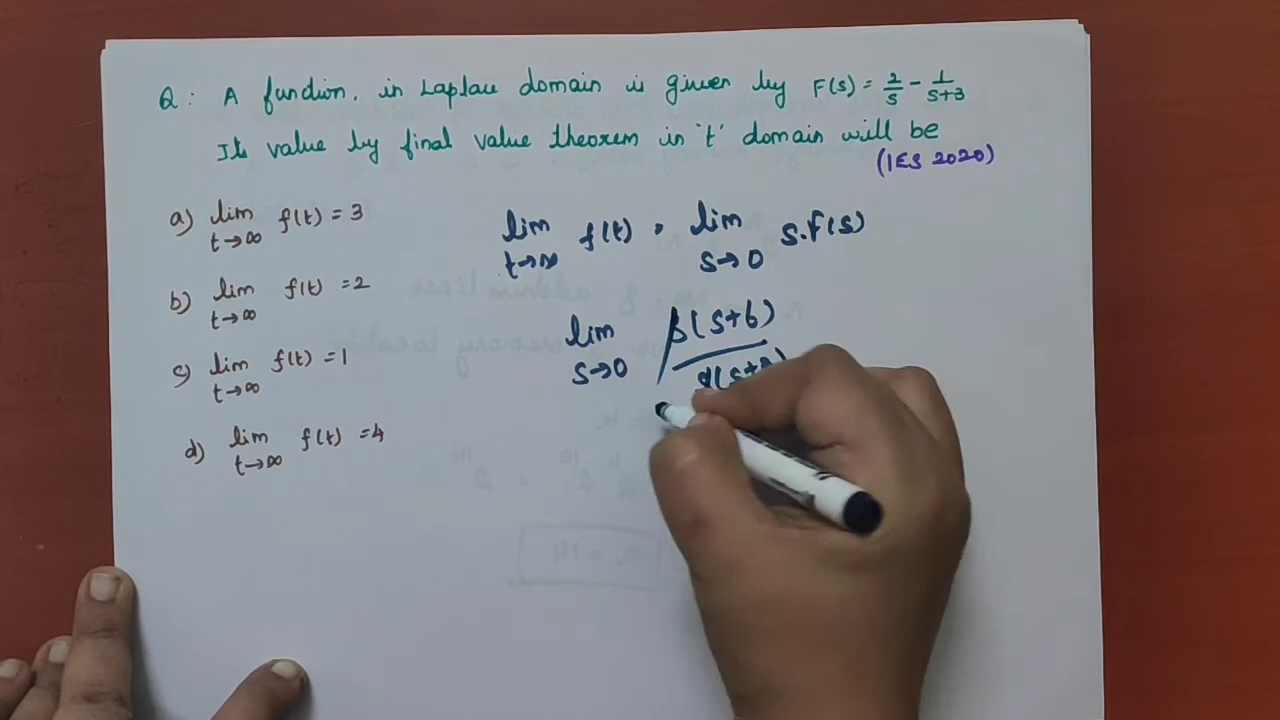 Q: A function, in Laplace domain is given by F(s) = 2/s - 1/s+3
Its value by final value theorem in 't' domain will be
(IES 2020)
a) lim t→∞ f(t) = 3
b) lim t→∞ f(t) = 2
c) lim t→∞ f(t) = 1
d) lim t→∞ f(t) = 4
lim t→∞ f(t) = lim s→0 s.F(s)
lim s→0 s(s+6)